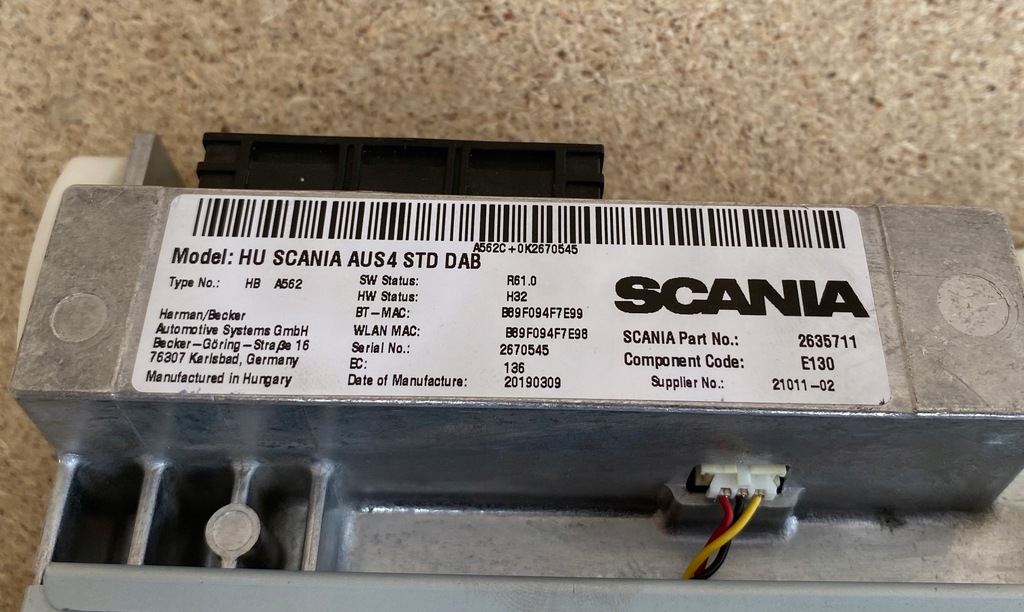 A562C+0K2670545
Model: HU SCANIA AUS4 STD DAB
Type No.: HB A562
Harman/Becker
Automotive Systems GmbH
Becker-Göring-Straße 16
76307 Karlsbad, Germany
Manufactured in Hungary
SW Status: R61.0
HW Status: H32
BT-MAC: B89F094F7E99
WLAN MAC: B89F094F7E98
Serial No.: 2670545
EC: 136
Date of Manufacture: 20190309
SCANIA
SCANIA Part No.: 2635711
Component Code: E130
Supplier No.: 21011-02